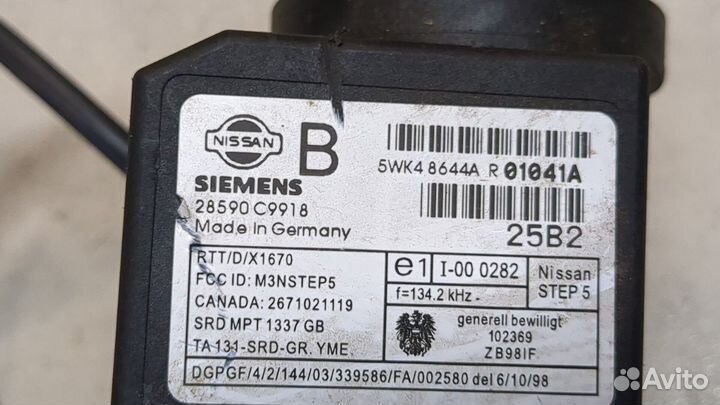 NISSAN
B
SIEMENS
28590 C9918
Made in Germany
5WK4 8644A R 01041A
25B2
RTT/D/X1670
FCC ID: M3NSTEP5
CANADA: 2671021119
SRD MPT 1337 GB
TA 131-SRD-GR. YME
e1
I-00 0282
Nissan
STEP 5
f=134.2 kHz
generell bewilligt
102369
ZB98IF
DGPGF/4/2/144/03/339586/FA/002580 del 6/10/98
Avito